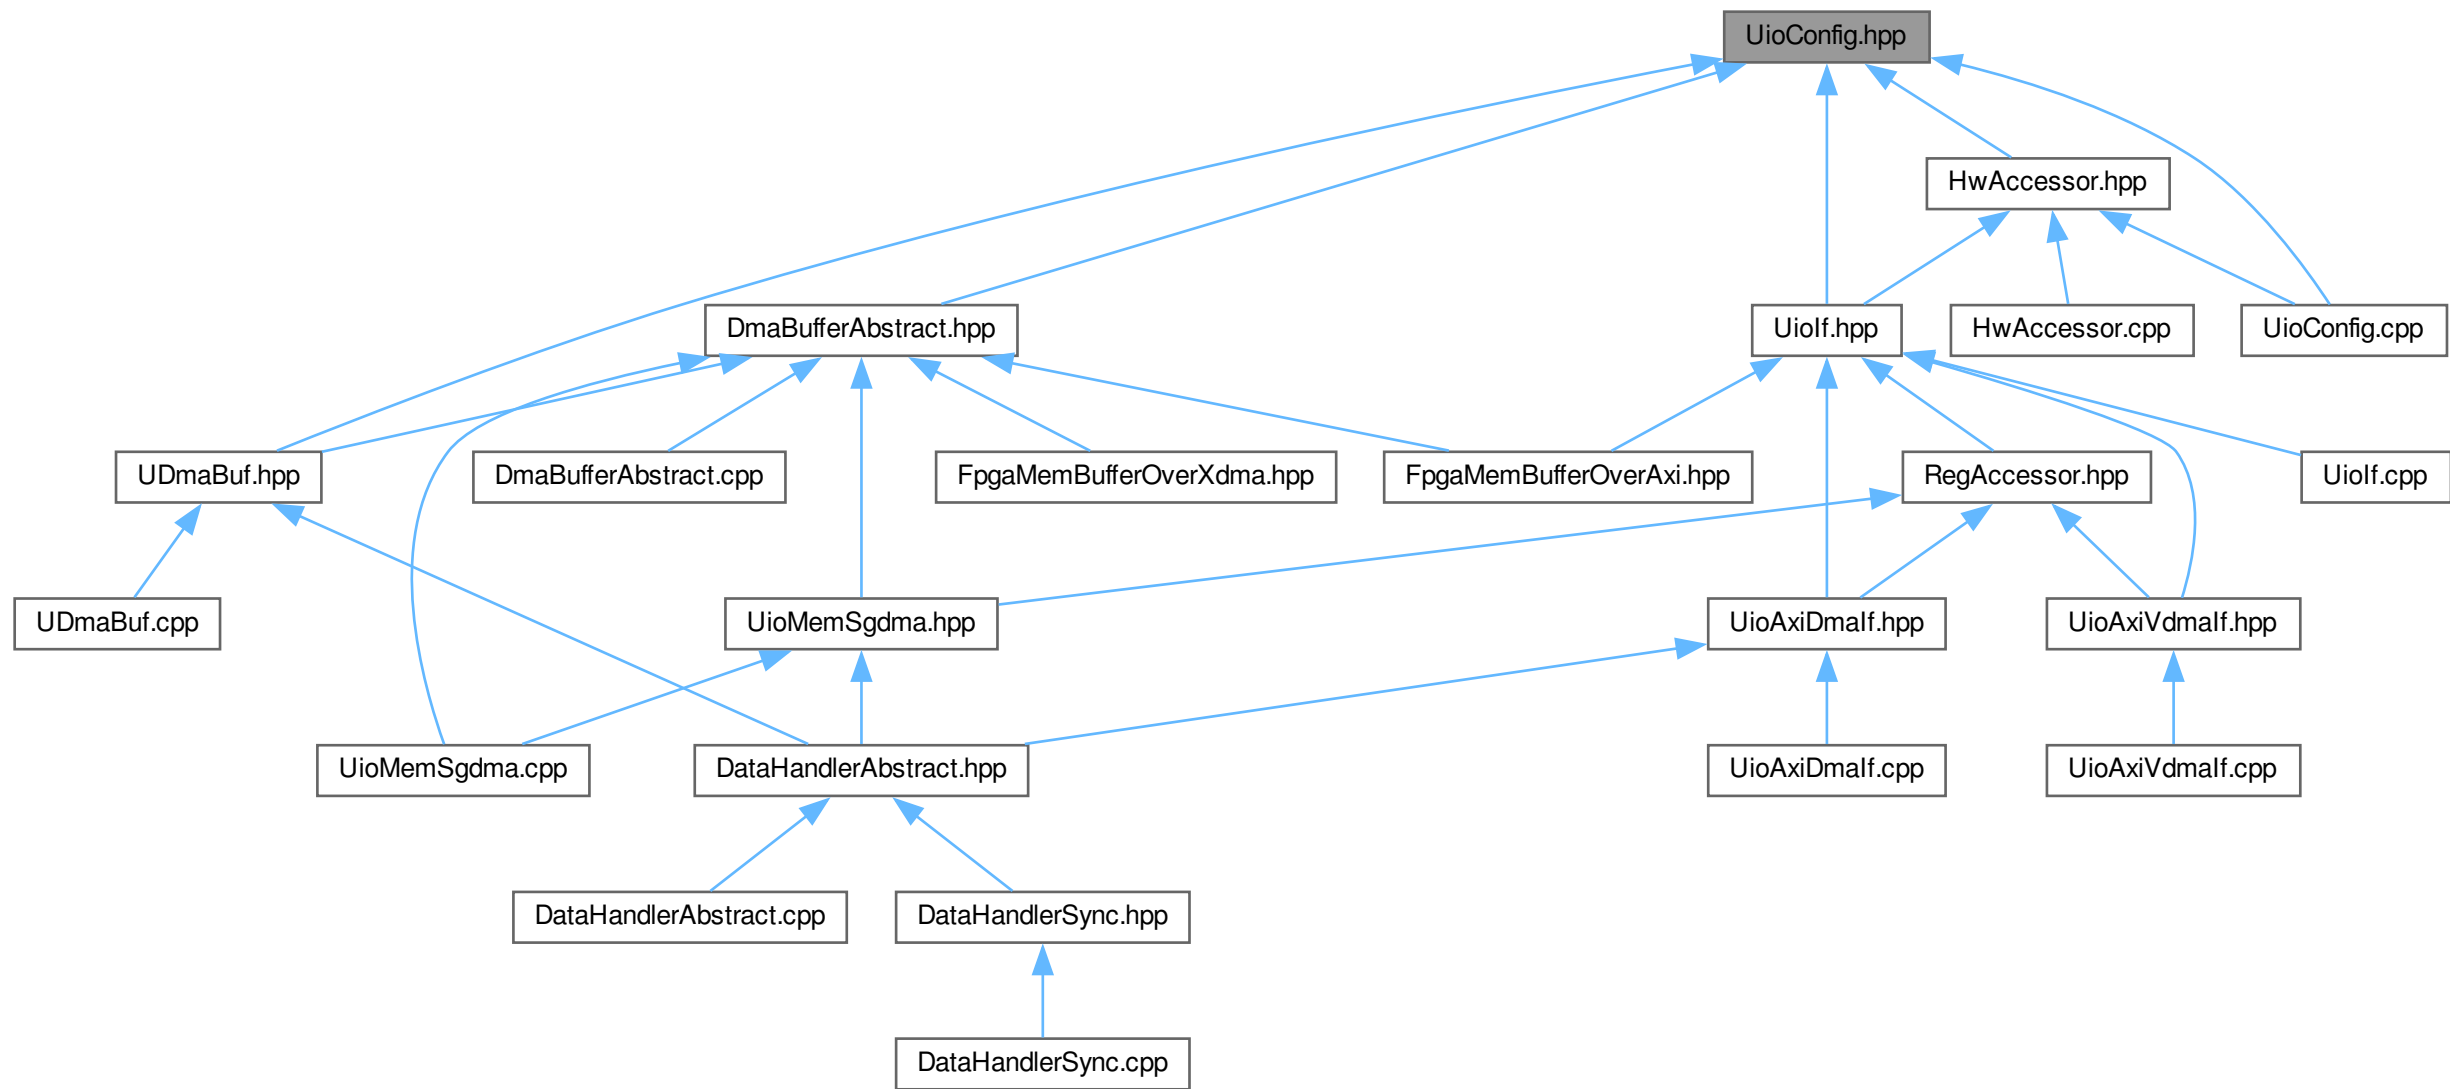 UioConfig.hpp
HwAccessor.hpp
DmaBufferAbstract.hpp
UioIf.hpp
HwAccessor.cpp
UioConfig.cpp
UDmaBuf.hpp
DmaBufferAbstract.cpp
FpgaMemBufferOverXdma.hpp
FpgaMemBufferOverAxi.hpp
RegAccessor.hpp
UioIf.cpp
UDmaBuf.cpp
UioMemSgdma.hpp
UioAxiDmaIf.hpp
UioAxiVdmaIf.hpp
UioMemSgdma.cpp
DataHandlerAbstract.hpp
UioAxiDmaIf.cpp
UioAxiVdmaIf.cpp
DataHandlerAbstract.cpp
DataHandlerSync.hpp
DataHandlerSync.cpp